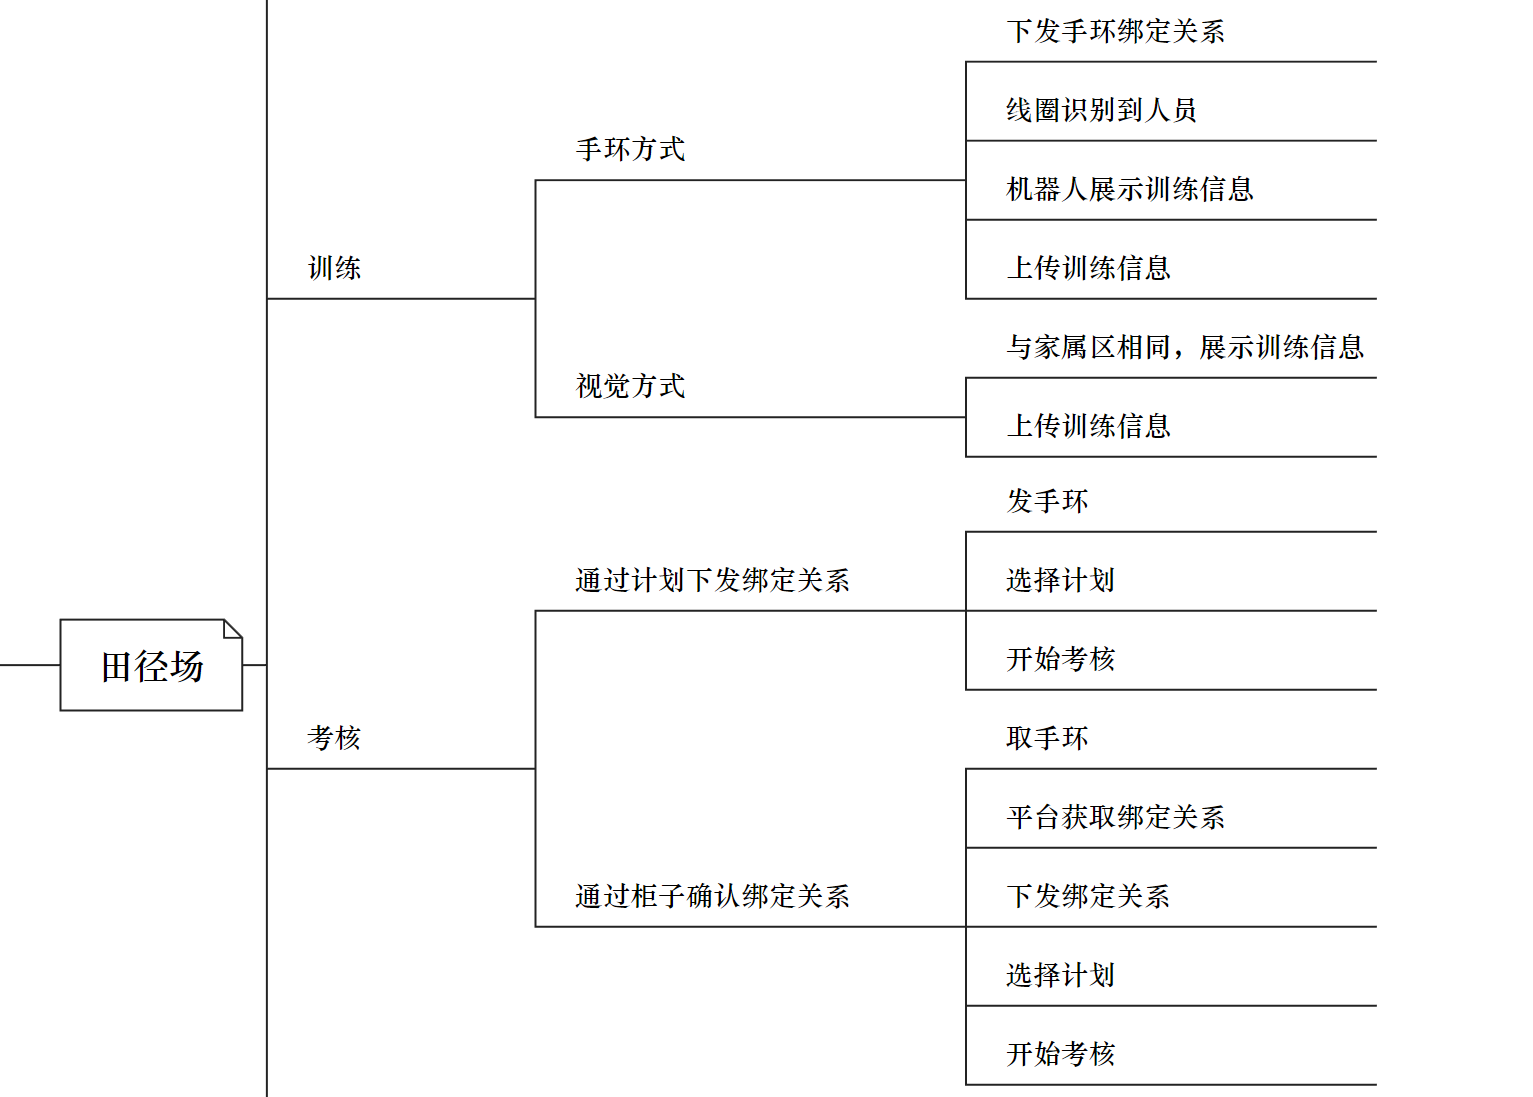 田径场
训练
手环方式
下发手环绑定关系
线圈识别到人员
机器人展示训练信息
上传训练信息
视觉方式
与家属区相同，展示训练信息
上传训练信息
考核
通过计划下发绑定关系
发手环
选择计划
开始考核
通过柜子确认绑定关系
取手环
平台获取绑定关系
下发绑定关系
选择计划
开始考核